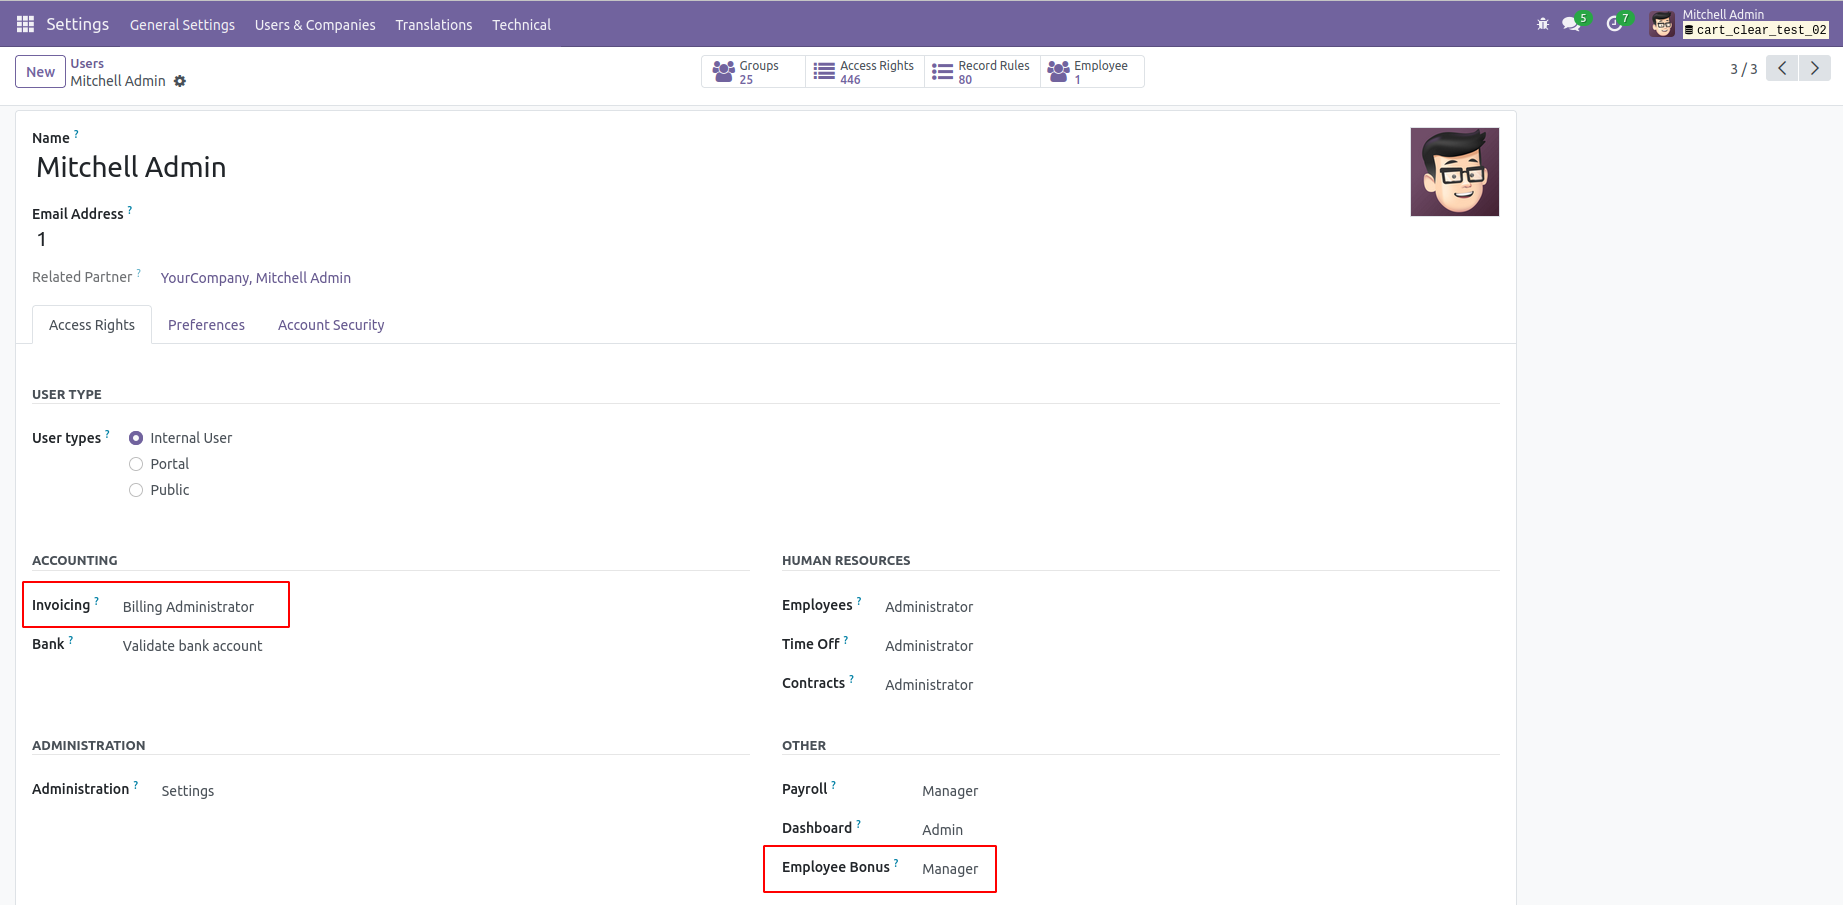 Settings General Settings Users & Companies Translations Technical 5 7 Mitchell Admin
cart_clear_test_02
New Users
Mitchell Admin
Groups 25
Access Rights 446
Record Rules 80
Employee 1
3 / 3
Name ?
Mitchell Admin
Email Address ?
1
Related Partner ? YourCompany, Mitchell Admin
Access Rights Preferences Account Security
USER TYPE
User types ? Internal User
Portal
Public
ACCOUNTING
Invoicing ? Billing Administrator
Bank ? Validate bank account
HUMAN RESOURCES
Employees ? Administrator
Time Off ? Administrator
Contracts ? Administrator
ADMINISTRATION
Administration ? Settings
OTHER
Payroll ? Manager
Dashboard ? Admin
Employee Bonus ? Manager